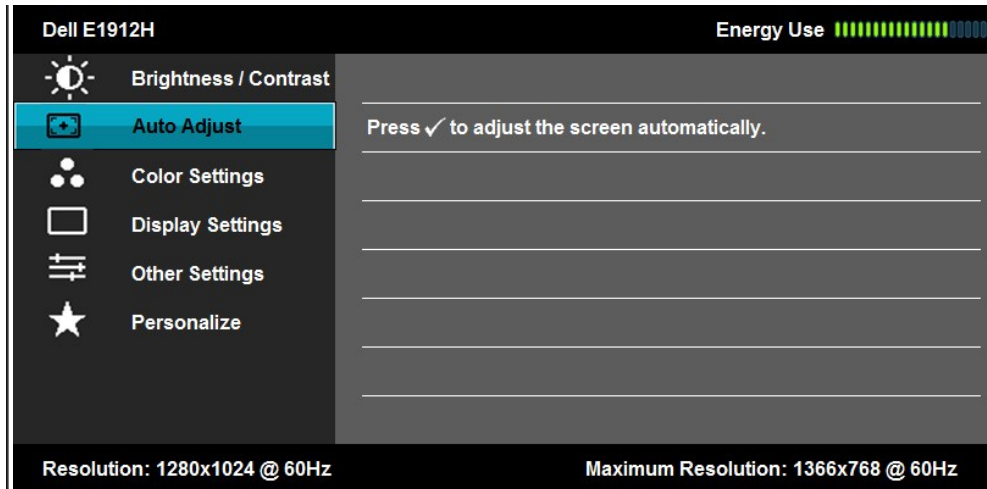 Dell E1912H Energy Use
Brightness / Contrast
Auto Adjust Press ✓ to adjust the screen automatically.
Color Settings
Display Settings
Other Settings
Personalize
Resolution: 1280x1024 @ 60Hz Maximum Resolution: 1366x768 @ 60Hz